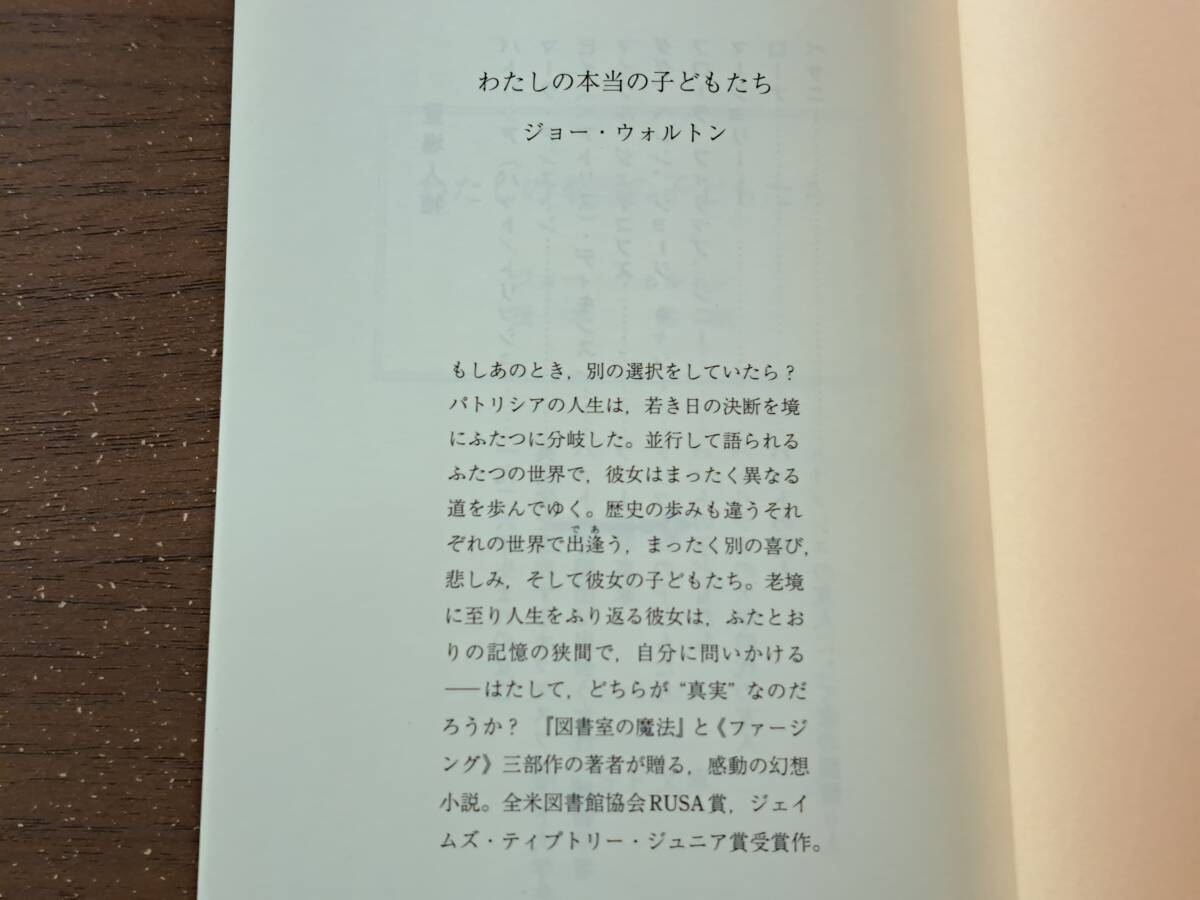 わたしの本当の子どもたち
ジョー・ウォルトン
もしあのとき，別の選択をしていたら？
パトリシアの人生は，若き日の決断を境
にふたつに分岐した。並行して語られる
ふたつの世界で，彼女はまったく異なる
道を歩んでゆく。歴史の歩みも違うそれ
ぞれの世界で出逢う，まったく別の喜び，
悲しみ，そして彼女の子どもたち。老境
に至り人生をふり返る彼女は，ふたとお
りの記憶の狭間で，自分に問いかける
――はたして，どちらが“真実”なのだ
ろうか？　『図書室の魔法』と《ファージ
ング》三部作の著者が贈る，感動の幻想
小説。全米図書館協会RUSA賞，ジェイ
ムズ・ティプトリー・ジュニア賞受賞作。